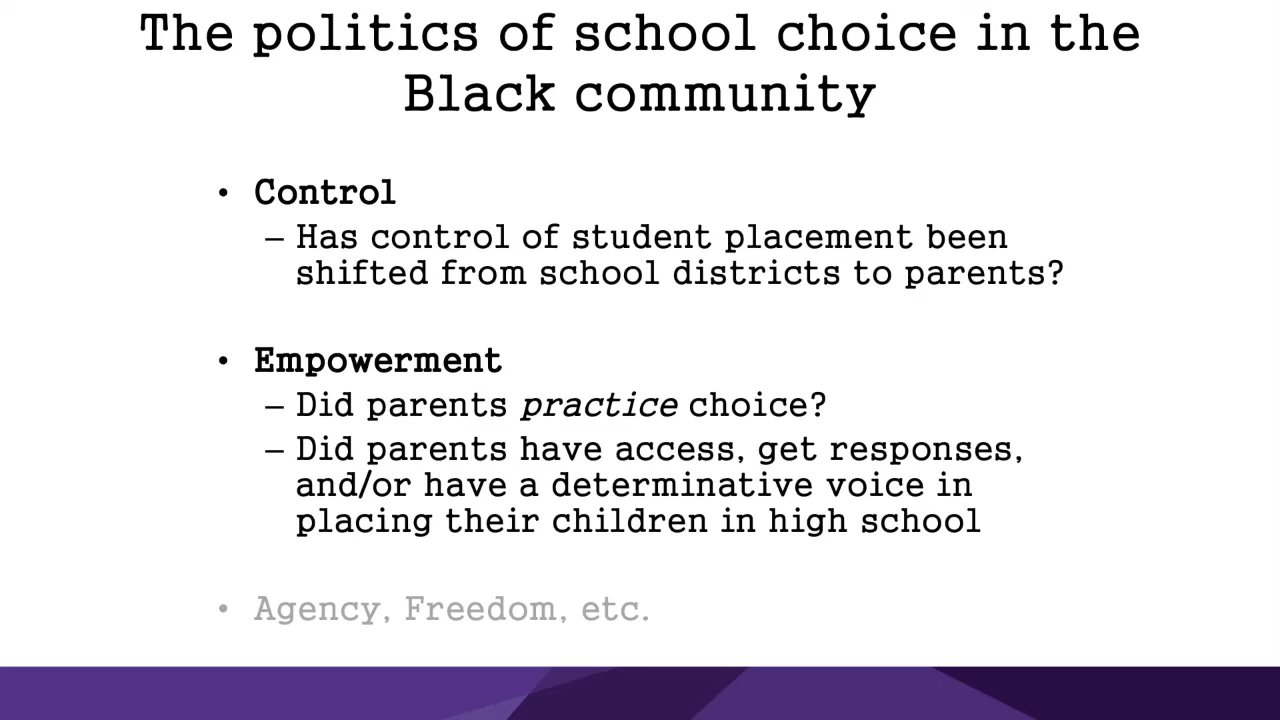 The politics of school choice in the
Black community
• Control
– Has control of student placement been
shifted from school districts to parents?
• Empowerment
– Did parents practice choice?
– Did parents have access, get responses,
and/or have a determinative voice in
placing their children in high school
• Agency, Freedom, etc.